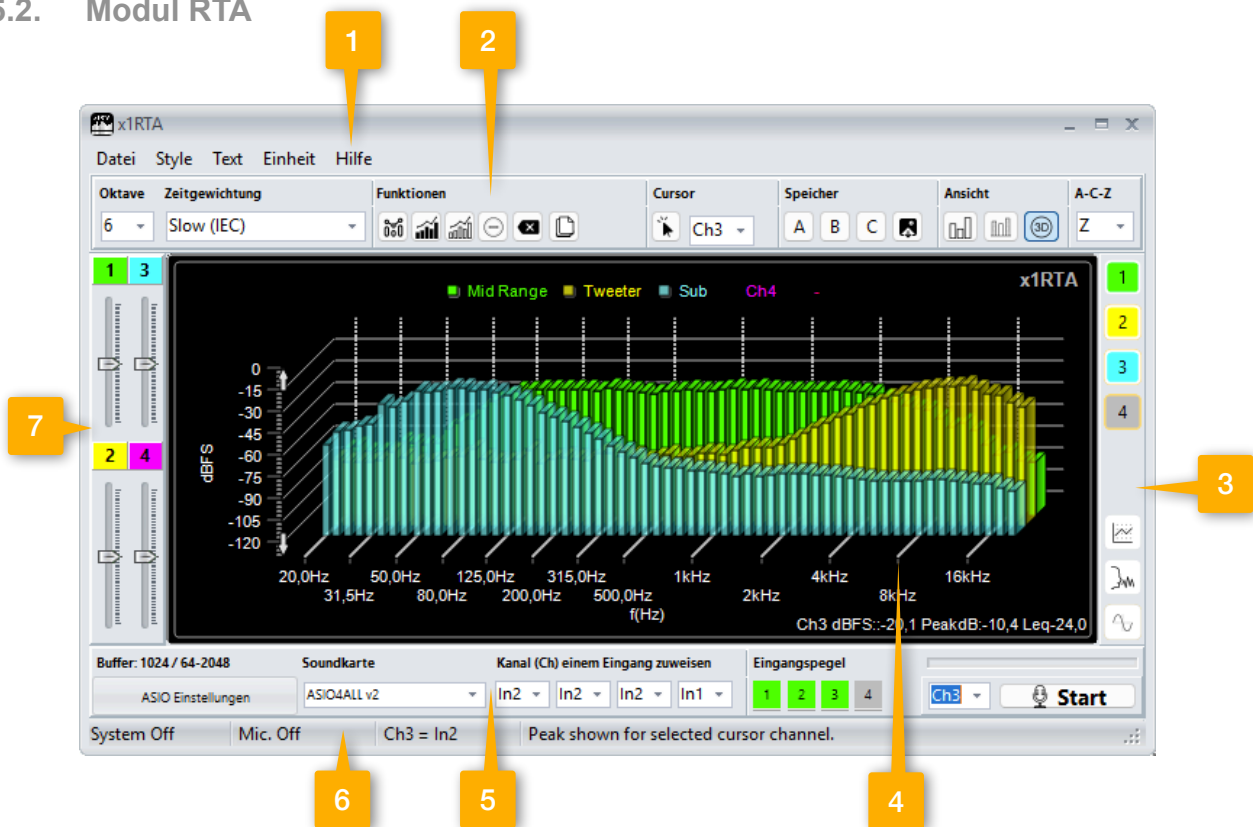 5.2. Modul RTA
1 2
x1RTA
Datei Style Text Einheit Hilfe
Oktave Zeitgewichtung Funktionen Cursor Speicher Ansicht A-C-Z
6 Slow (IEC) Ch3 A B C 3D Z
1 3
x1RTA
Mid Range Tweeter Sub Ch4 -
1
2
3
4
0
-15
-30
-45
-60
-75
-90
-105
-120
dBFS
7
2 4
3
20,0Hz 50,0Hz 125,0Hz 315,0Hz 1kHz 4kHz 16kHz
31,5Hz 80,0Hz 200,0Hz 500,0Hz 2kHz 8kHz
f(Hz)
Ch3 dBFS::-20,1 PeakdB:-10,4 Leq-24,0
Buffer: 1024 / 64-2048 Soundkarte Kanal (Ch) einem Eingang zuweisen Eingangspegel
ASIO Einstellungen ASIO4ALL v2 In2 In2 In2 In1 1 2 3 4 Ch3 Start
System Off Mic. Off Ch3 = In2 Peak shown for selected cursor channel.
6 5 4